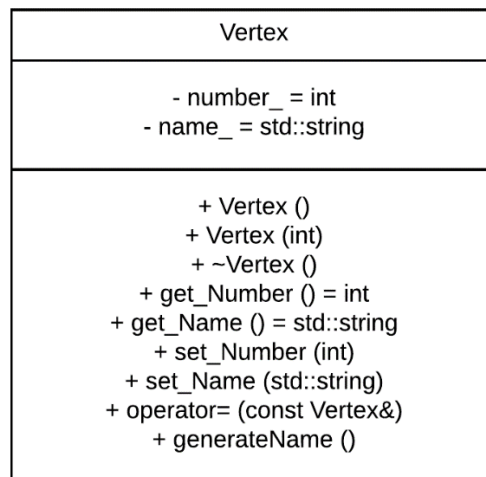 Vertex
- number_ = int
- name_ = std::string
+ Vertex ()
+ Vertex (int)
+ ~Vertex ()
+ get_Number () = int
+ get_Name () = std::string
+ set_Number (int)
+ set_Name (std::string)
+ operator= (const Vertex&)
+ generateName ()